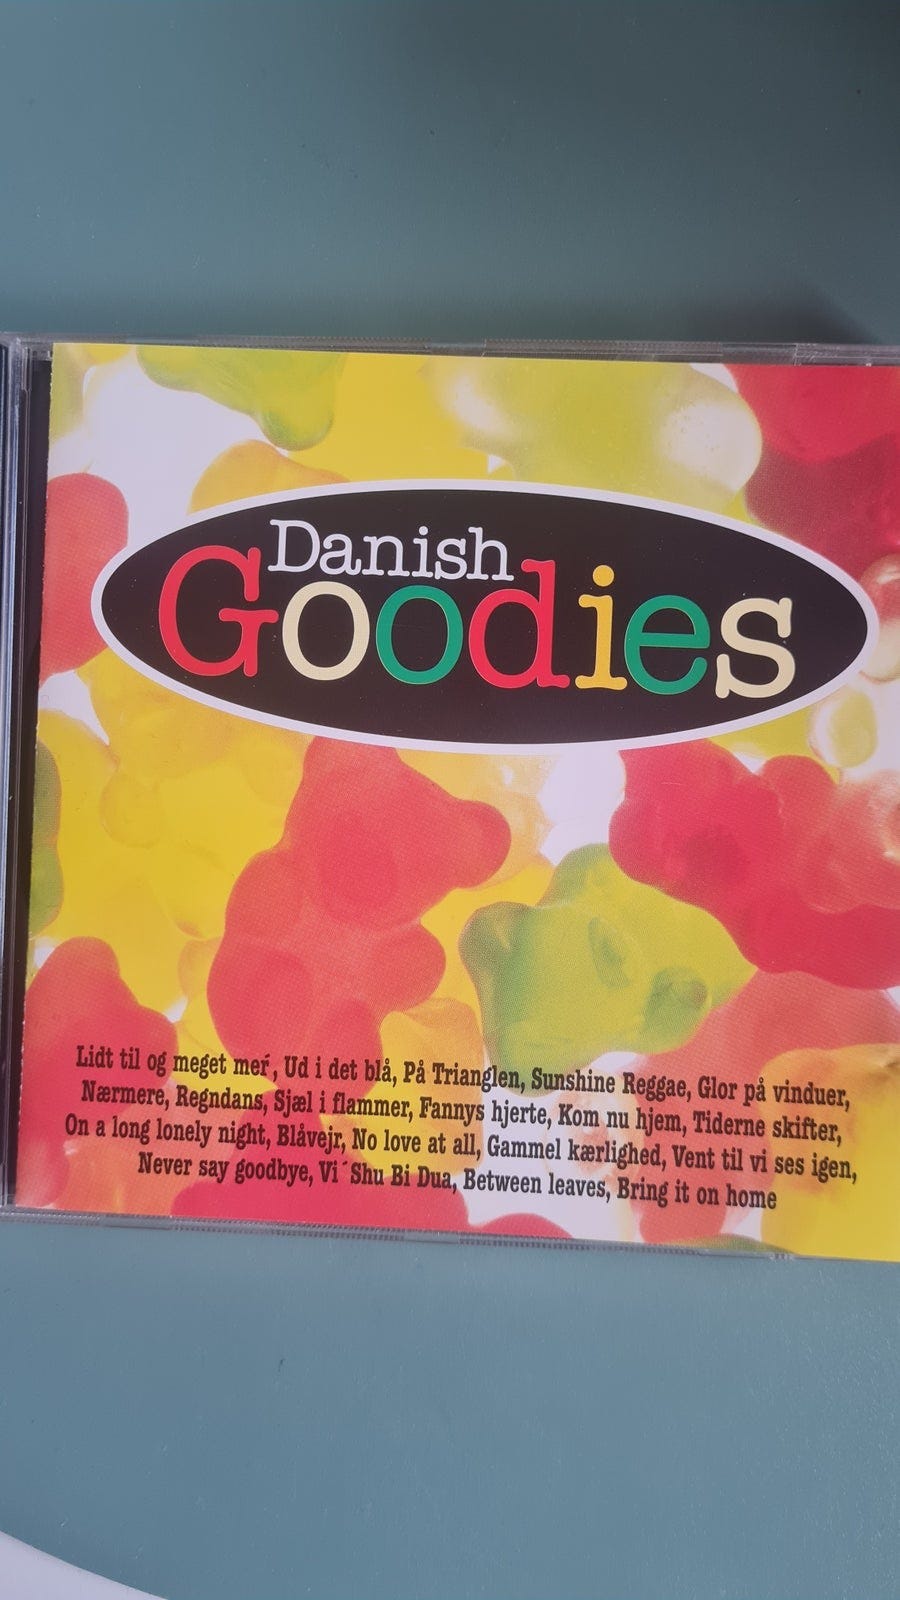 Danish
Goodies
Lidt til og meget mer´, Ud i det blå, På Trianglen, Sunshine Reggae, Glor på vinduer,
Nærmere, Regndans, Sjæl i flammer, Fannys hjerte, Kom nu hjem, Tiderne skifter,
On a long lonely night, Blåvejr, No love at all, Gammel kærlighed, Vent til vi ses igen,
Never say goodbye, Vi´Shu Bi Dua, Between leaves, Bring it on home